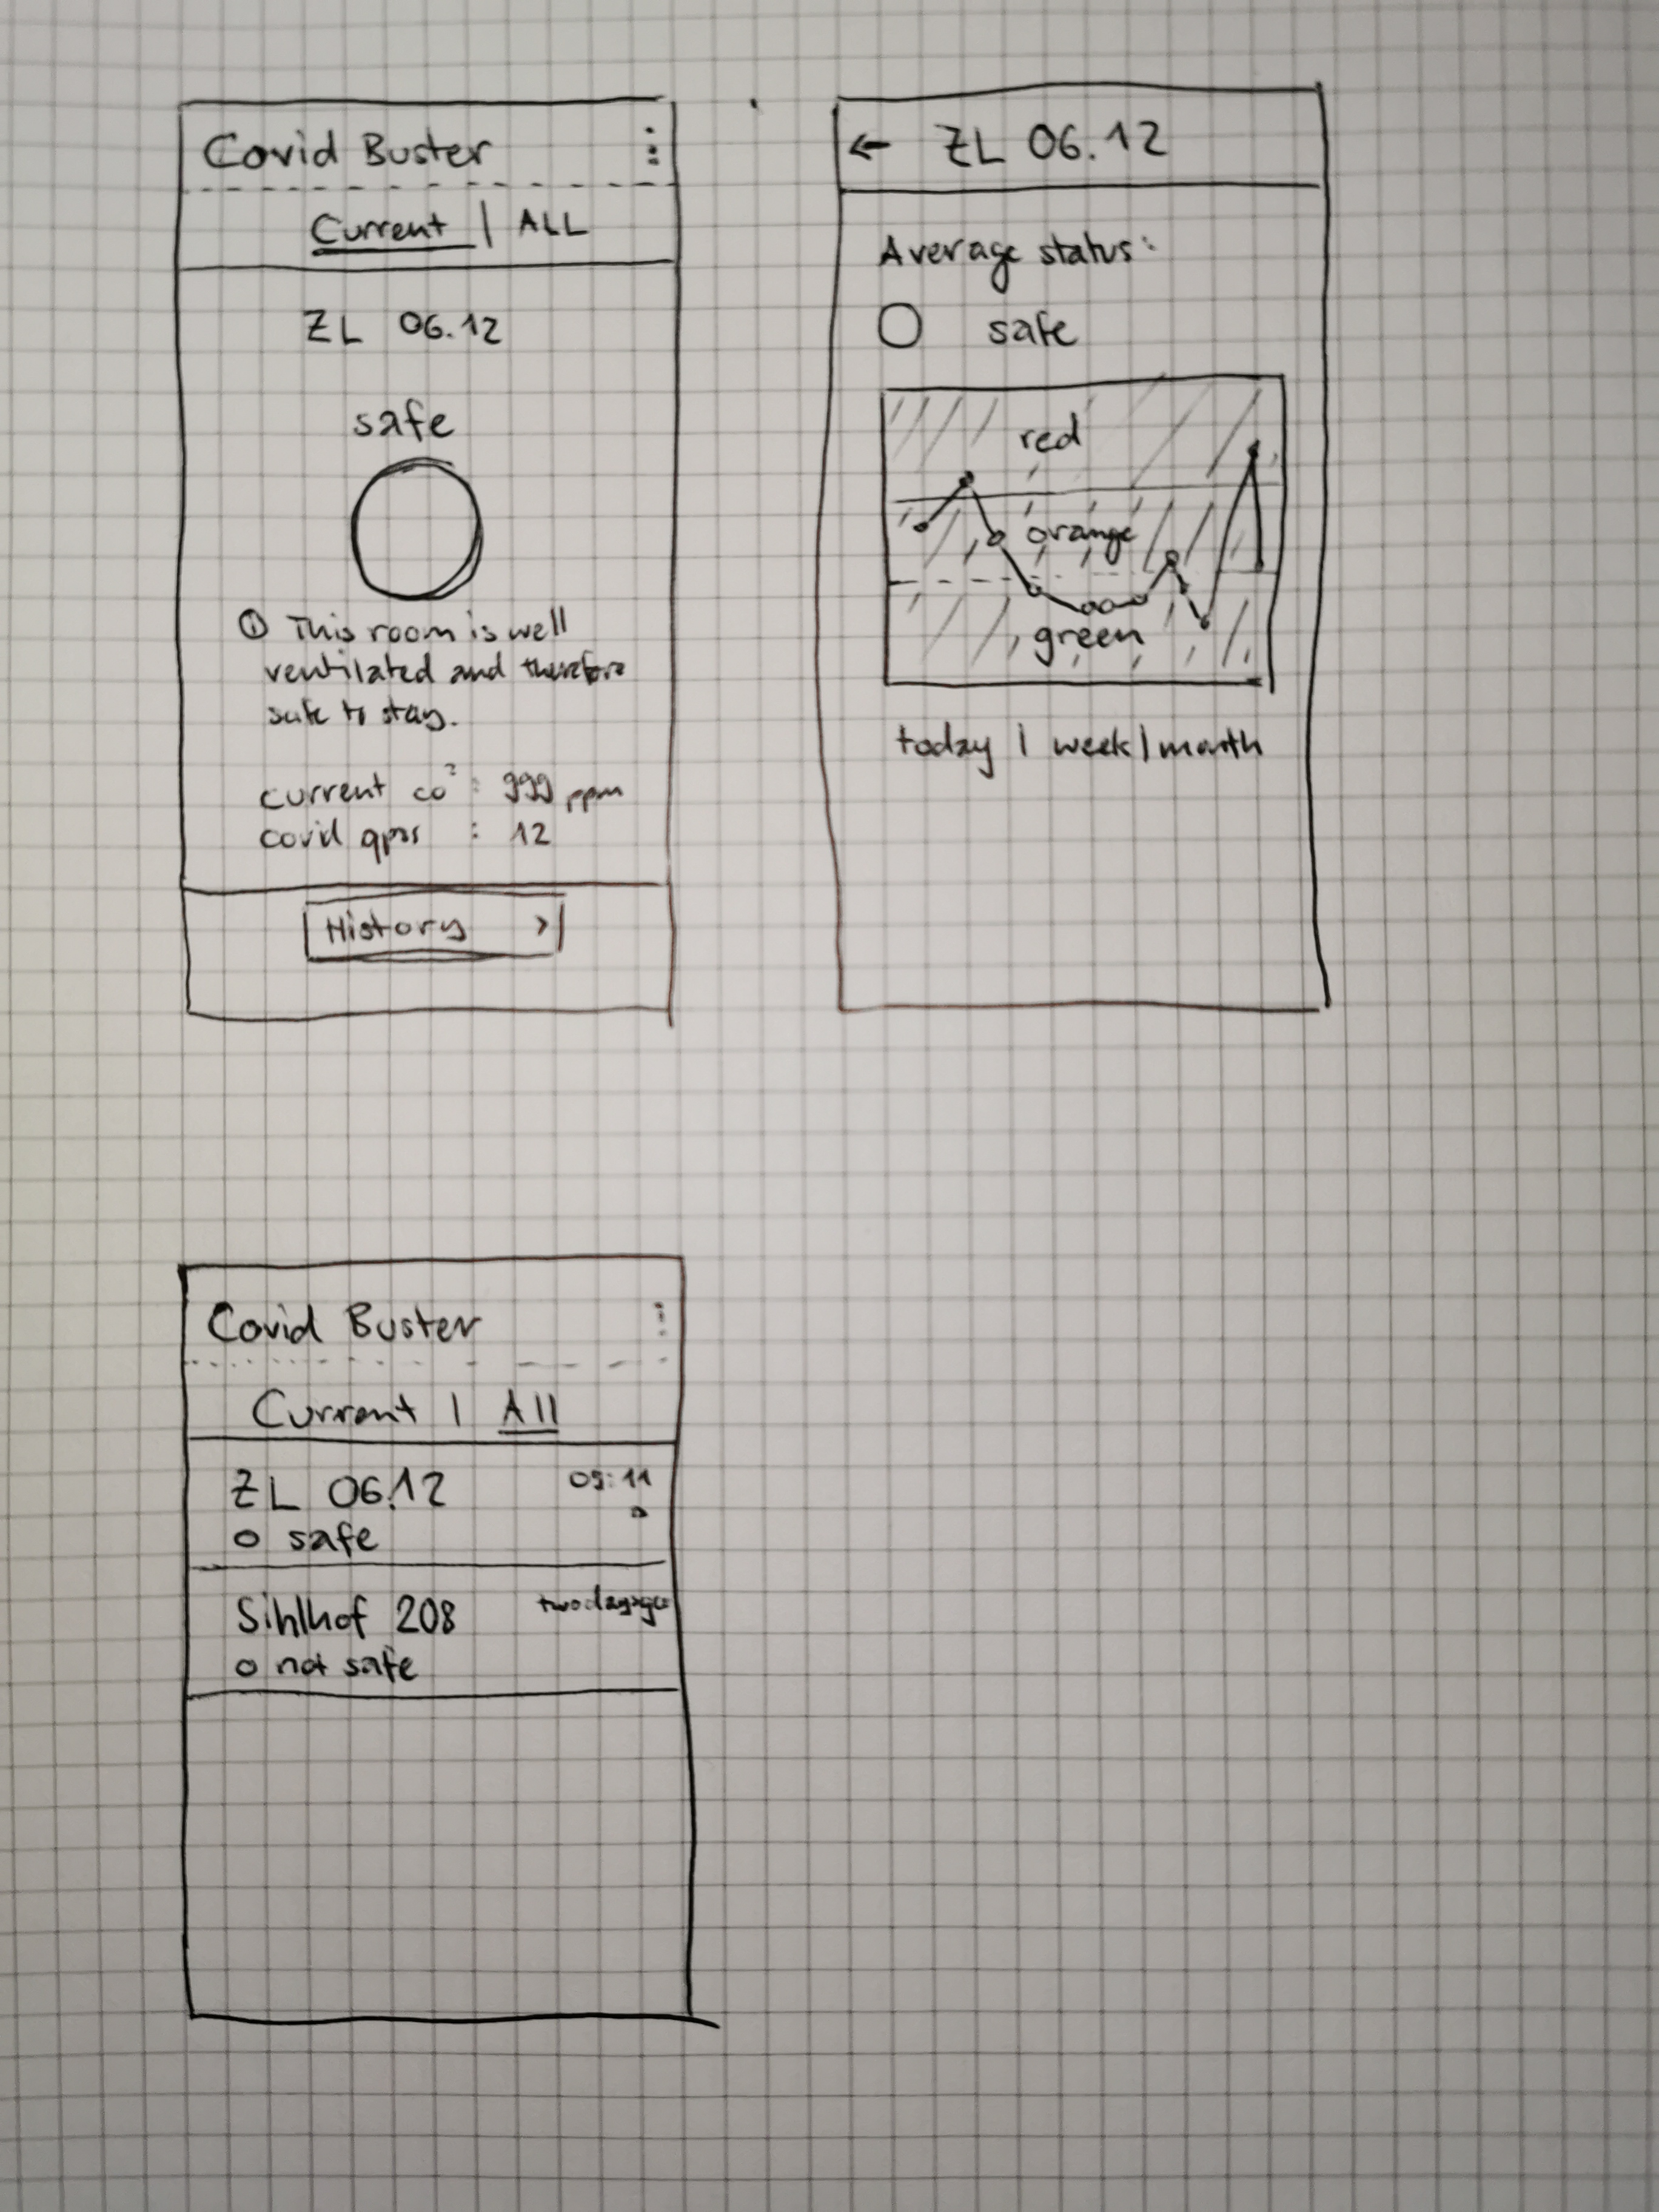 Covid Buster
Current | ALL
ZL 06.12
safe
This room is well
ventilated and therefore
safe to stay.
current co² : 999 ppm
covid : 12
History >
← ZL 06.12
Average status:
safe
red
orange
green
today | week | month
Covid Buster
Current | All
ZL 06.12 09:11
safe
Sihlhof 208 two days ago
not safe